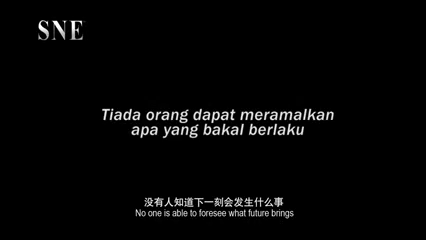 SNE
Tiada orang dapat meramalkan
apa yang bakal berlaku
没有人知道下一刻会发生什么事
No one is able to foresee what future brings